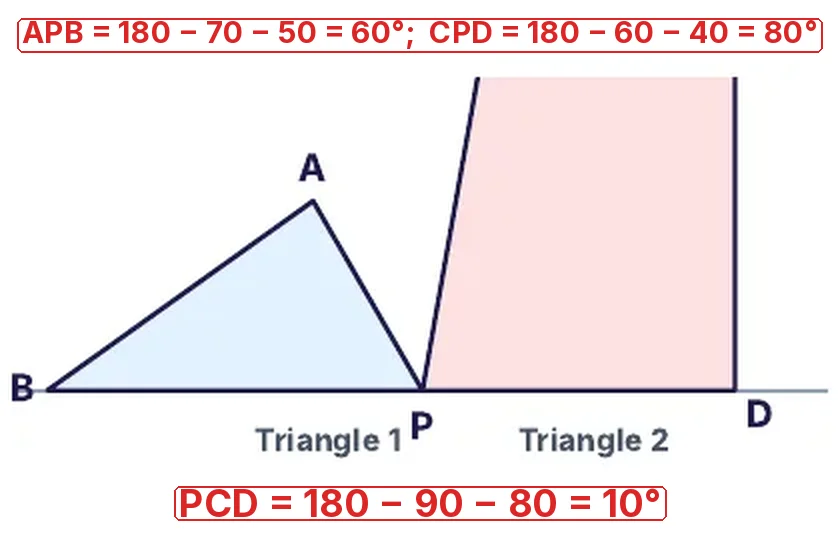 APB = 180 − 70 − 50 = 60°; CPD = 180 − 60 − 40 = 80°
A
B
P
D
Triangle 1
Triangle 2
PCD = 180 − 90 − 80 = 10°